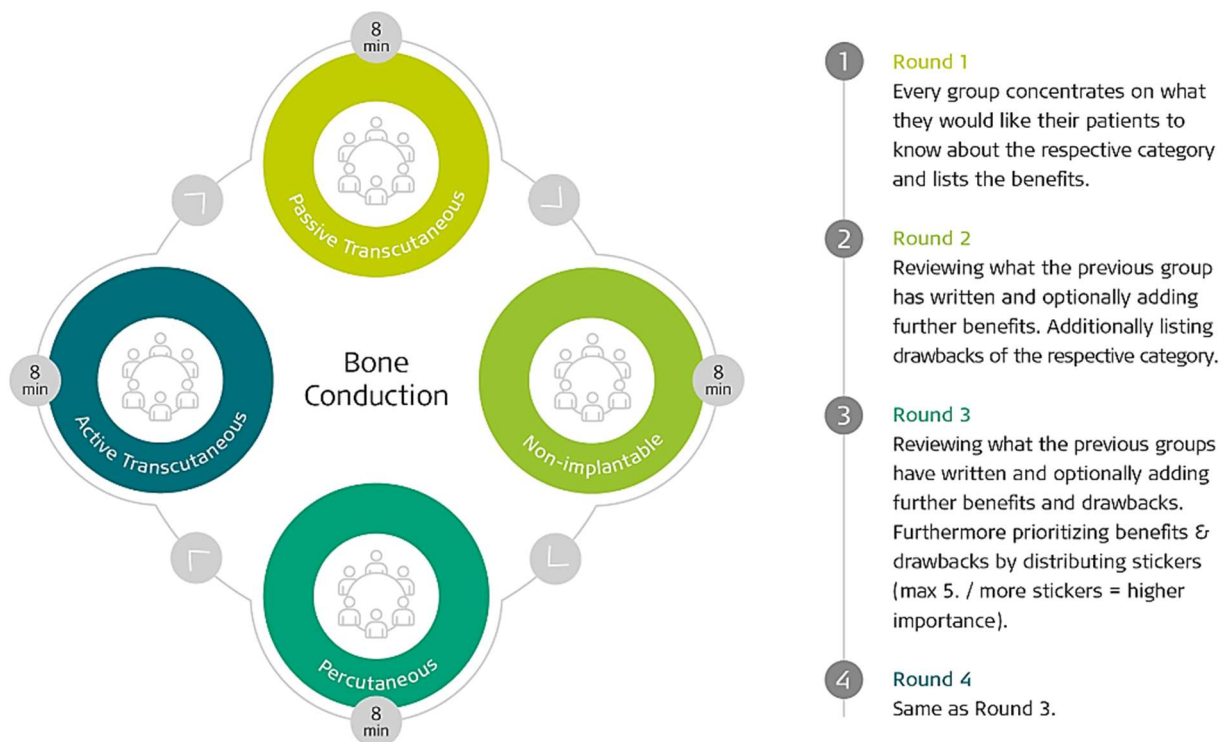 8
min
Passive Transcutaneous
8
min
Active Transcutaneous
Bone
Conduction
8
min
Non-implantable
Percutaneous
8
min
1
Round 1
Every group concentrates on what
they would like their patients to
know about the respective category
and lists the benefits.
2
Round 2
Reviewing what the previous group
has written and optionally adding
further benefits. Additionally listing
drawbacks of the respective category.
3
Round 3
Reviewing what the previous groups
have written and optionally adding
further benefits and drawbacks.
Furthermore prioritizing benefits &
drawbacks by distributing stickers
(max 5. / more stickers = higher
importance).
4
Round 4
Same as Round 3.